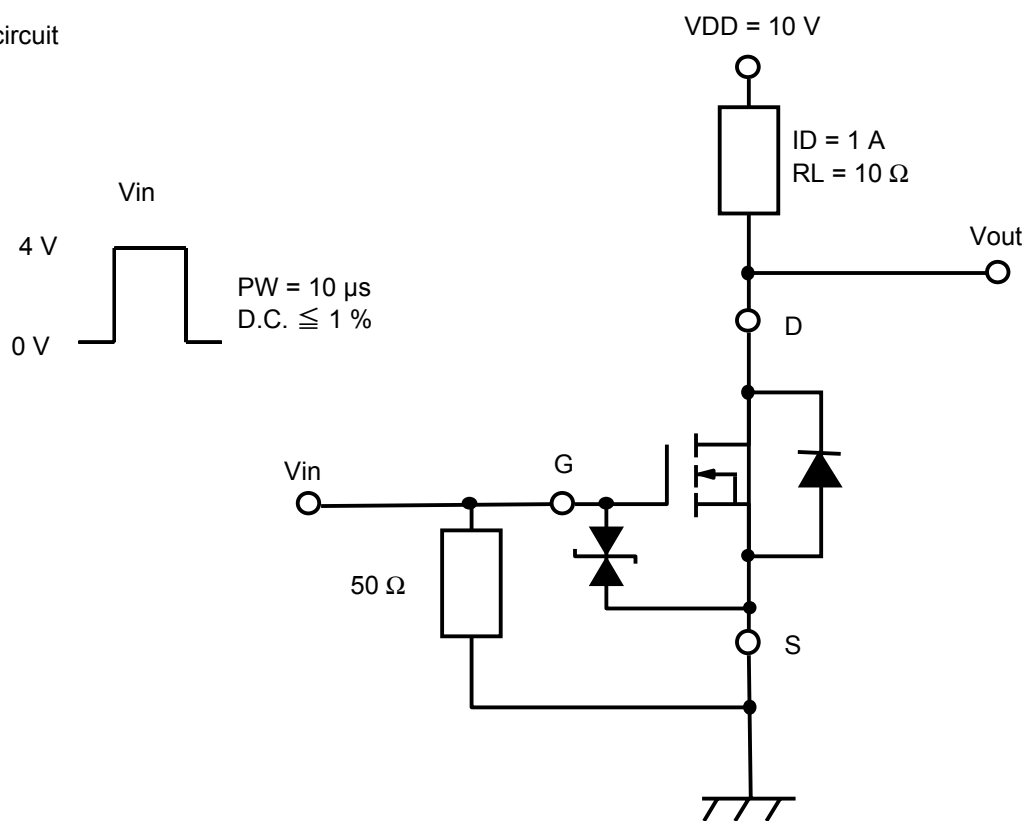 circuit
VDD = 10 V
ID = 1 A
RL = 10 Ω
Vin
4 V
Vout
PW = 10 µs
D.C. ≦ 1 %
0 V
D
Vin
G
50 Ω
S